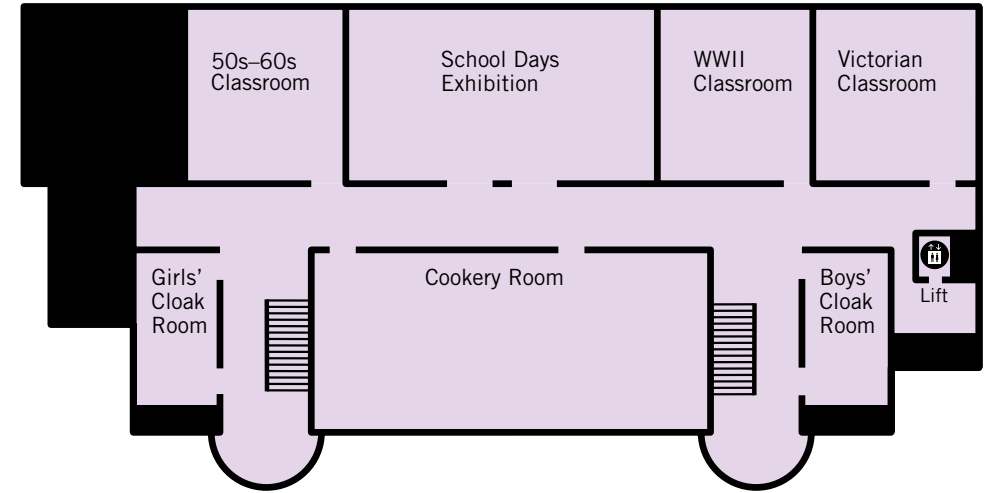 50s–60s
Classroom
School Days
Exhibition
WWII
Classroom
Victorian
Classroom
Girls’
Cloak
Room
Cookery Room
Boys’
Cloak
Room
Lift